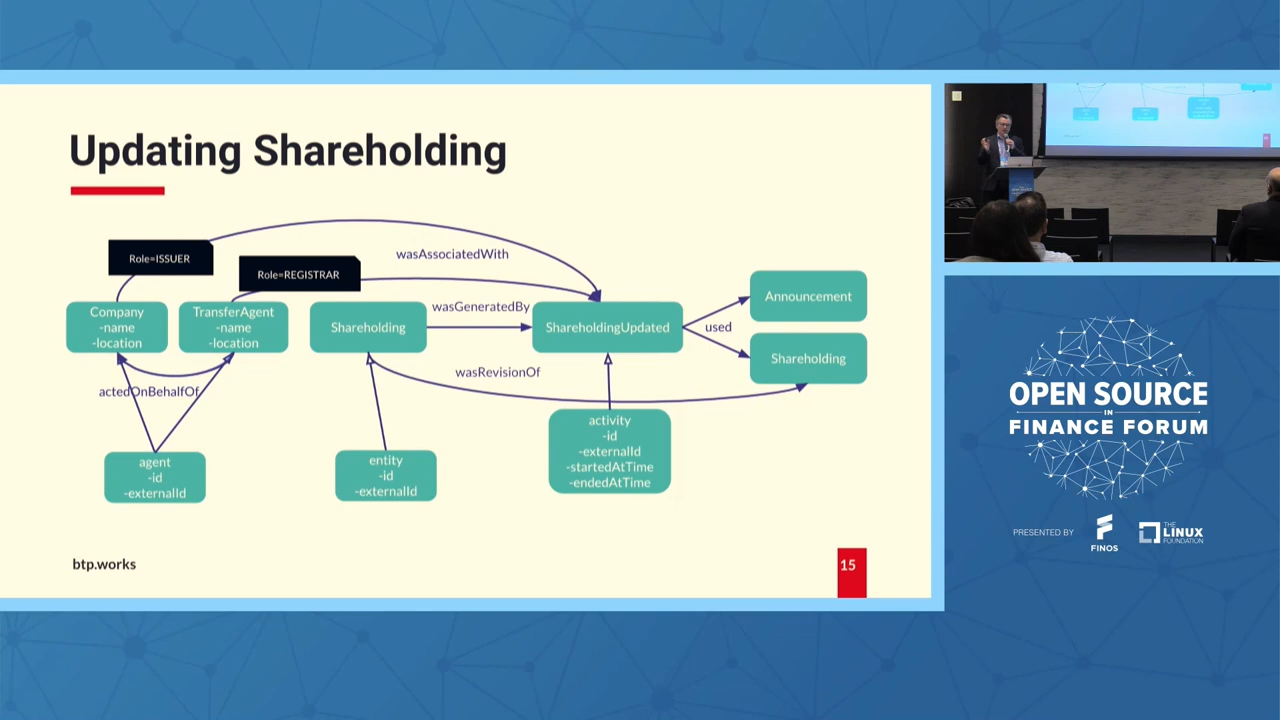 Updating Shareholding
Role=ISSUER
Role=REGISTRAR
wasAssociatedWith
Company
-name
-location
TransferAgent
-name
-location
Shareholding
wasGeneratedBy
ShareholdingUpdated
used
Announcement
Shareholding
wasRevisionOf
actedOnBehalfOf
agent
-id
-externalId
entity
-id
-externalId
activity
-id
-externalId
-startedAtTime
-endedAtTime
btp.works
15
OPEN SOURCE
IN
FINANCE FORUM
PRESENTED BY
FINOS
THE
LINUX
FOUNDATION